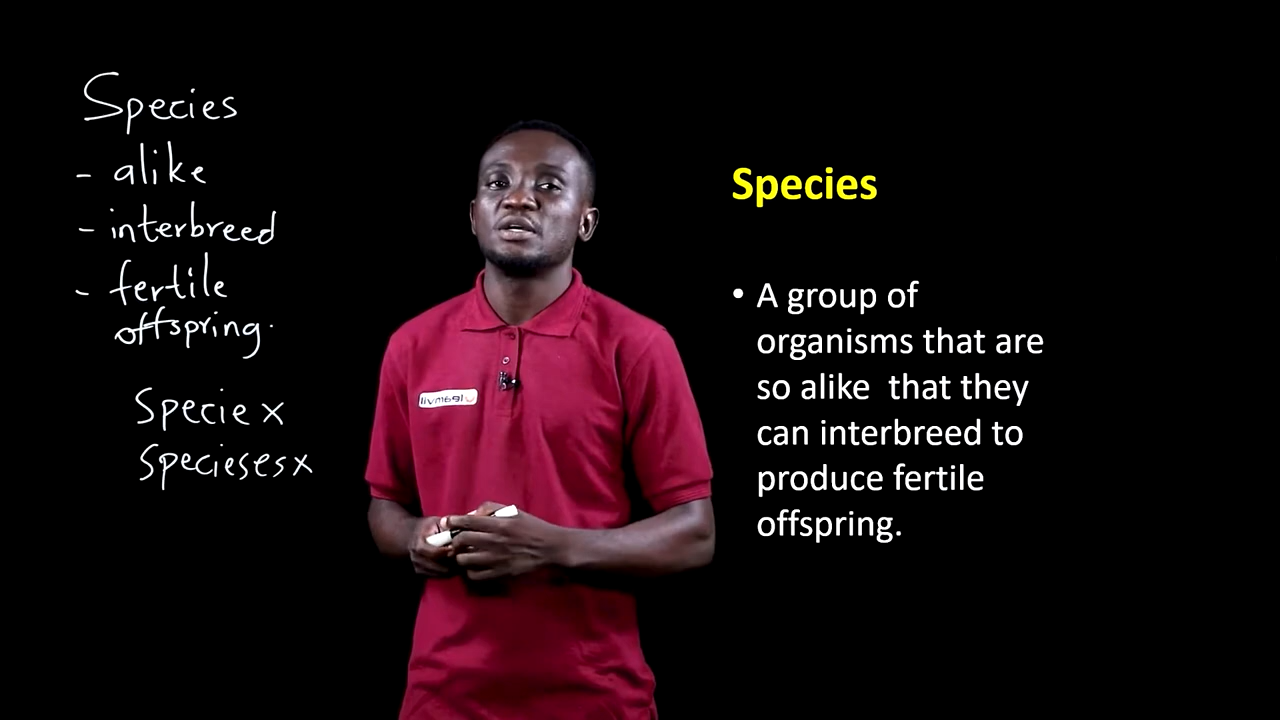 Species
- alike
- interbreed
- fertile
offspring.
Specie x
Specieses x
Species
• A group of
organisms that are
so alike that they
can interbreed to
produce fertile
offspring.